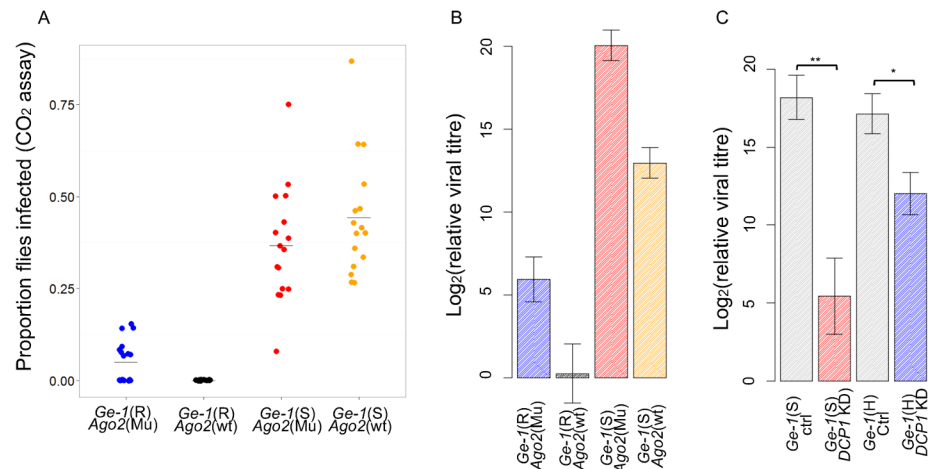 A
Proportion flies infected (CO₂ assay)
0.75
0.50
0.25
0.00
Ge-1(R)
Ago2(Mu)
Ge-1(R)
Ago2(wt)
Ge-1(S)
Ago2(Mu)
Ge-1(S)
Ago2(wt)
B
Log₂(relative viral titre)
20
15
10
5
0
Ge-1(R)
Ago2(Mu)
Ge-1(R)
Ago2(wt)
Ge-1(S)
Ago2(Mu)
Ge-1(S)
Ago2(wt)
C
Log₂(relative viral titre)
20
15
10
5
0
**
*
Ge-1(S)
ctrl
Ge-1(S)
DCP1 KD)
Ge-1(H)
Ctrl
Ge-1(H)
DCP1 KD)